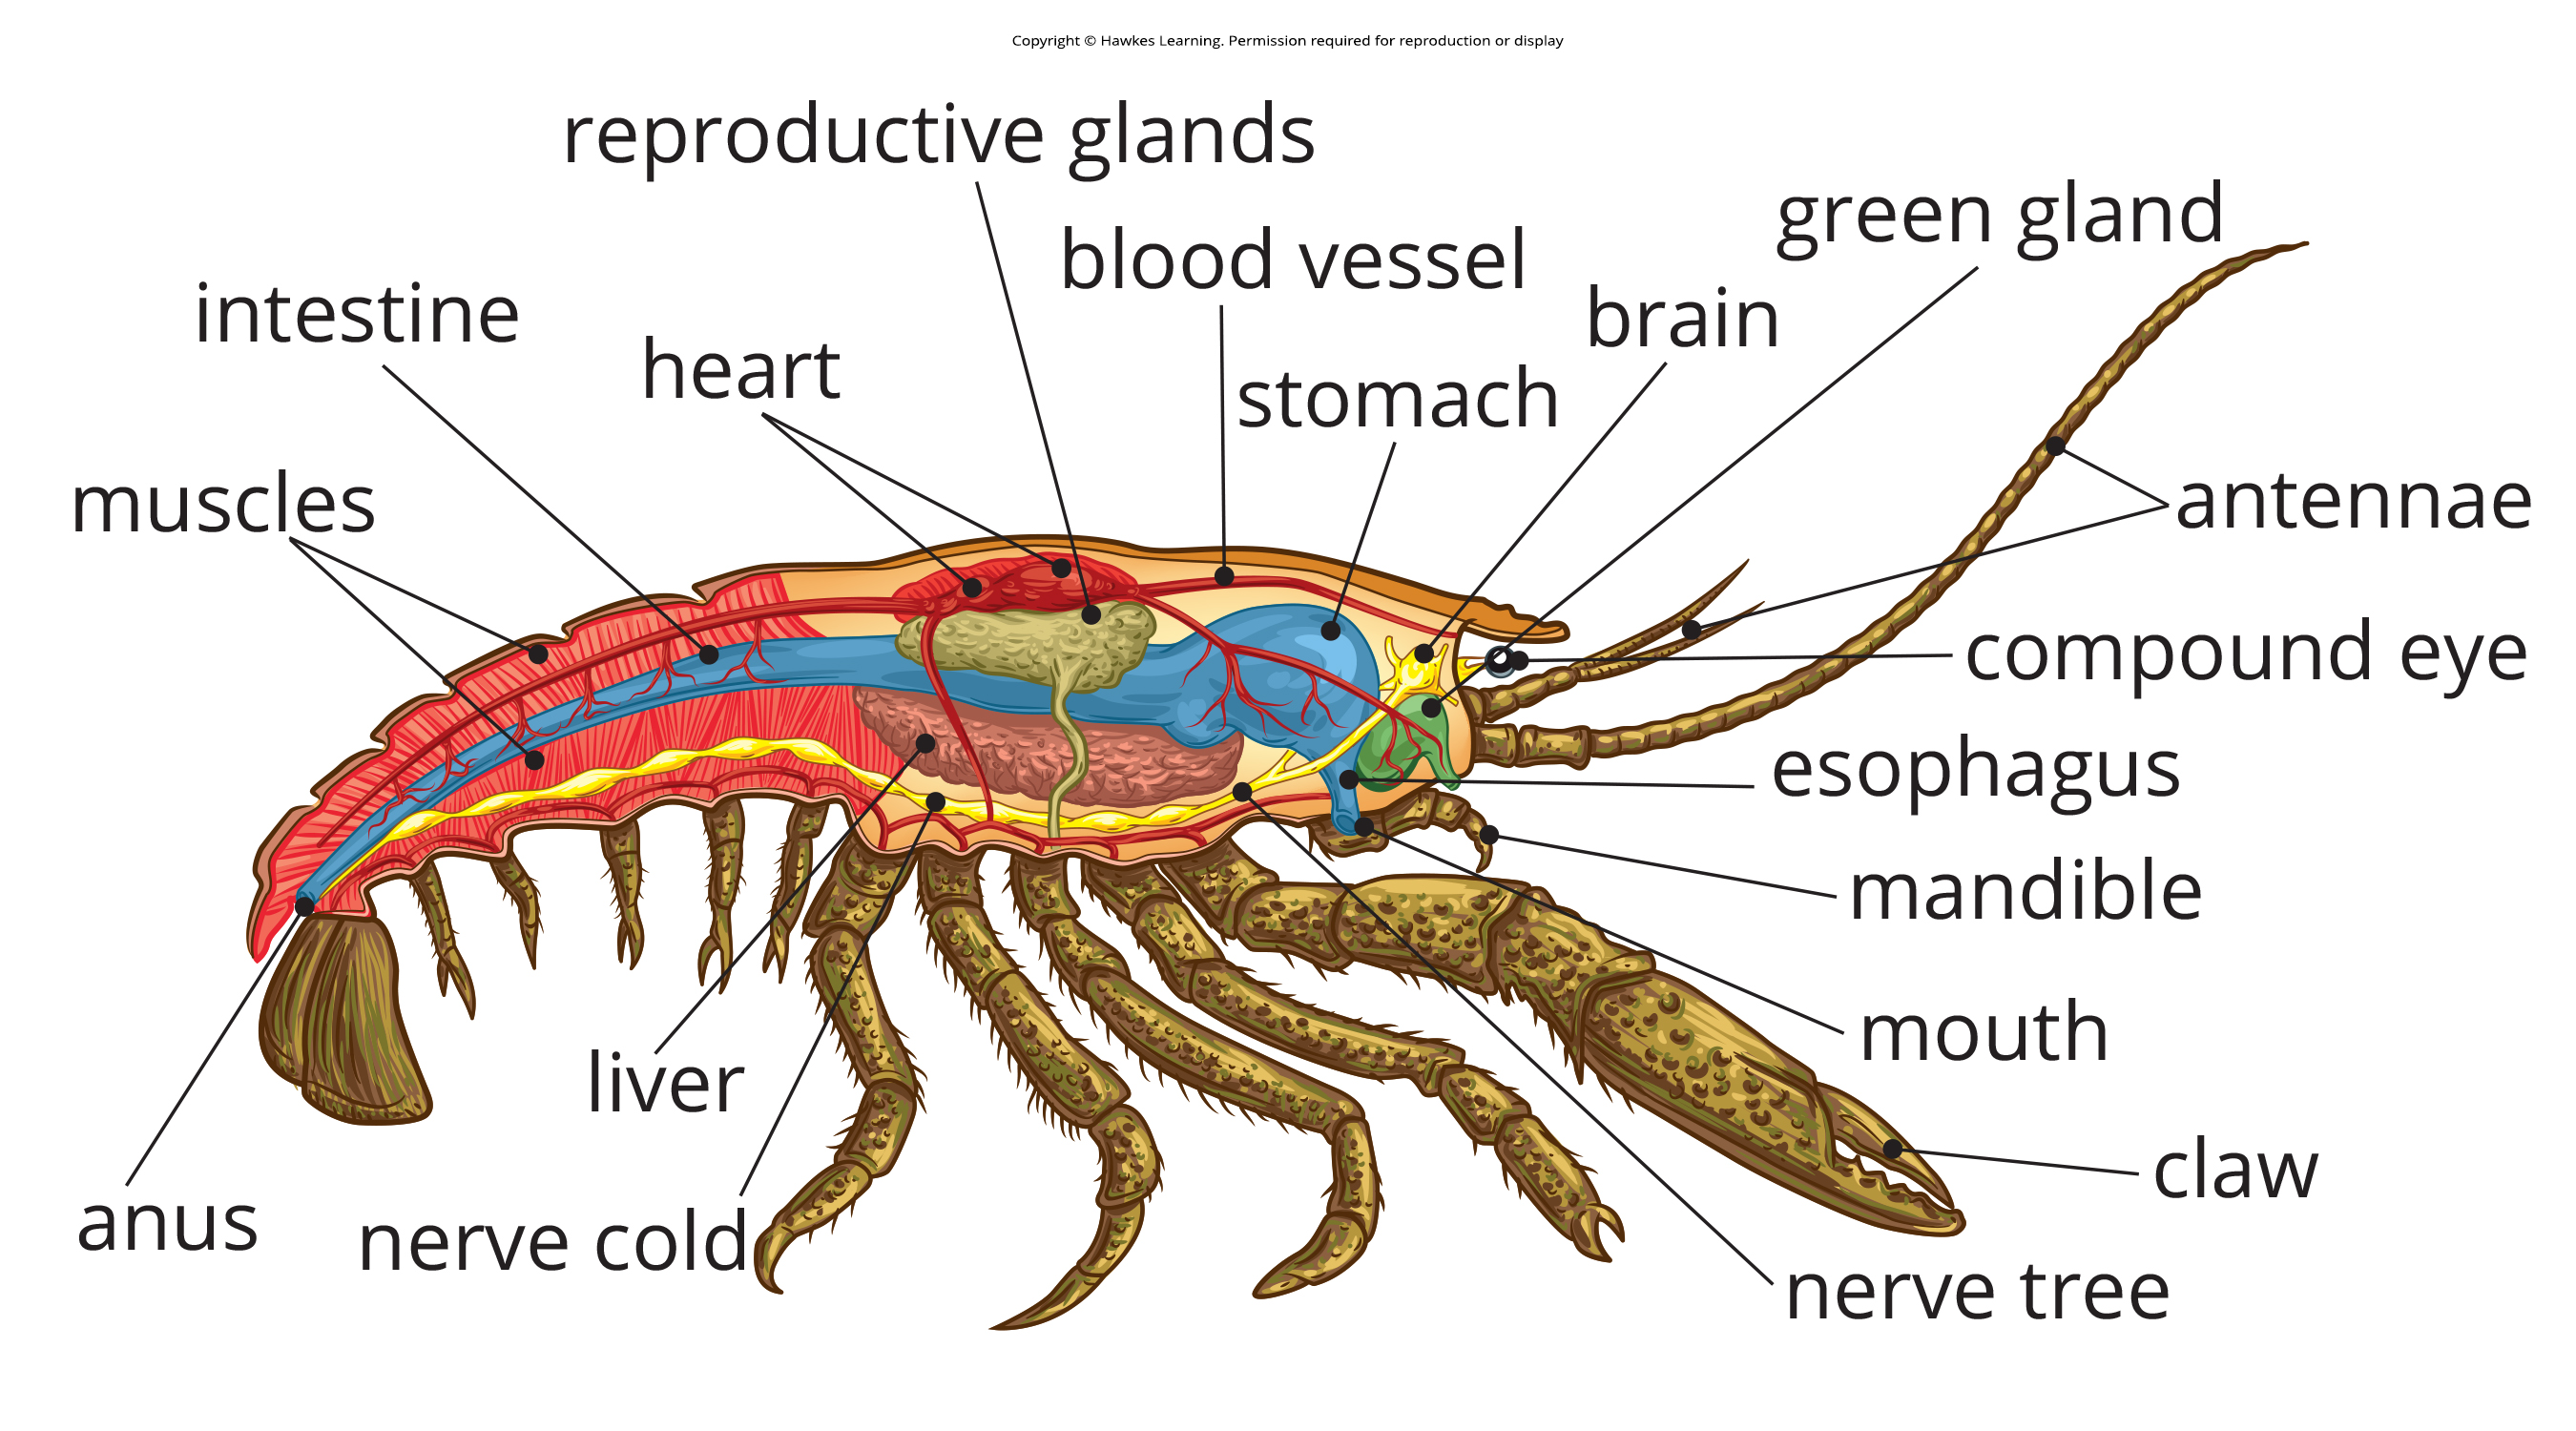 Copyright © Hawkes Learning. Permission required for reproduction or display
reproductive glands
green gland
blood vessel
intestine
brain
heart
stomach
muscles
antennae
compound eye
esophagus
mandible
mouth
liver
claw
anus
nerve cold
nerve tree